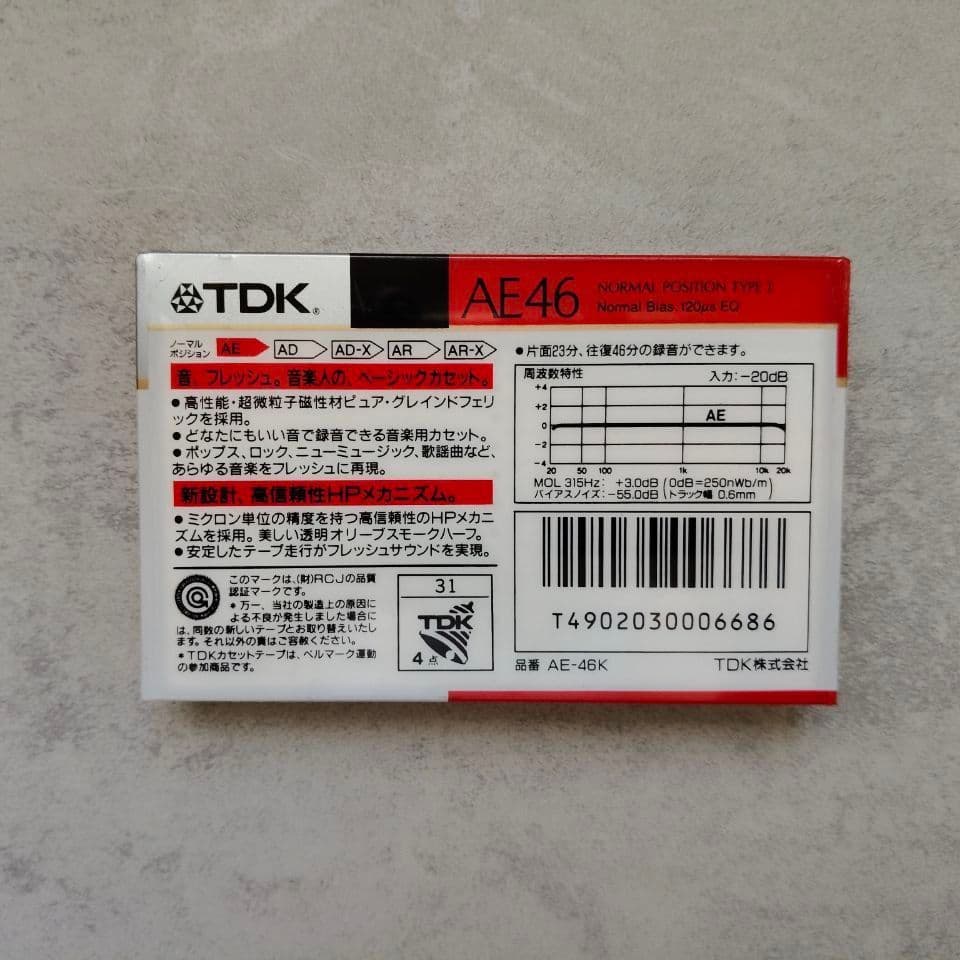 TDK®
AE46
NORMAL POSITION TYPE I
Normal Bias 120μs EQ
ノーマル
ポジション
AE AD AD-X AR AR-X
音、フレッシュ。音楽人の、ベーシックカセット。
●高性能・超微粒子磁性材ピュア・グレインドフェリ
ックを採用。
●どなたにもいい音で録音できる音楽用カセット。
●ポップス、ロック、ニューミュージック、歌謡曲など、
あらゆる音楽をフレッシュに再現。
新設計、高信頼性HPメカニズム。
●ミクロン単位の精度を持つ高信頼性のHPメカニ
ズムを採用。美しい透明オリーブスモークハーフ。
●安定したテープ走行がフレッシュサウンドを実現。
このマークは、(財)RCJの品質
認証マークです。
*万一、当社の製造上の原因に
よる不良が発生しました場合に
は、同数の新しいテープとお取り替えいたし
ます。それ以外の責はご容赦ください。
*TDKカセットテープは、ベルマーク運動
の参加商品です。
31
TDK
4点
●片面23分、往復46分の録音ができます。
周波数特性 入力:−20dB
+4
+2
0
−2
−4
AE
20 50 100 1k 10k 20k
MOL 315Hz: +3.0dB (0dB=250nWb/m)
バイアスノイズ:−55.0dB (トラック幅 0.6mm)
T4902030006686
品番 AE-46K TDK株式会社